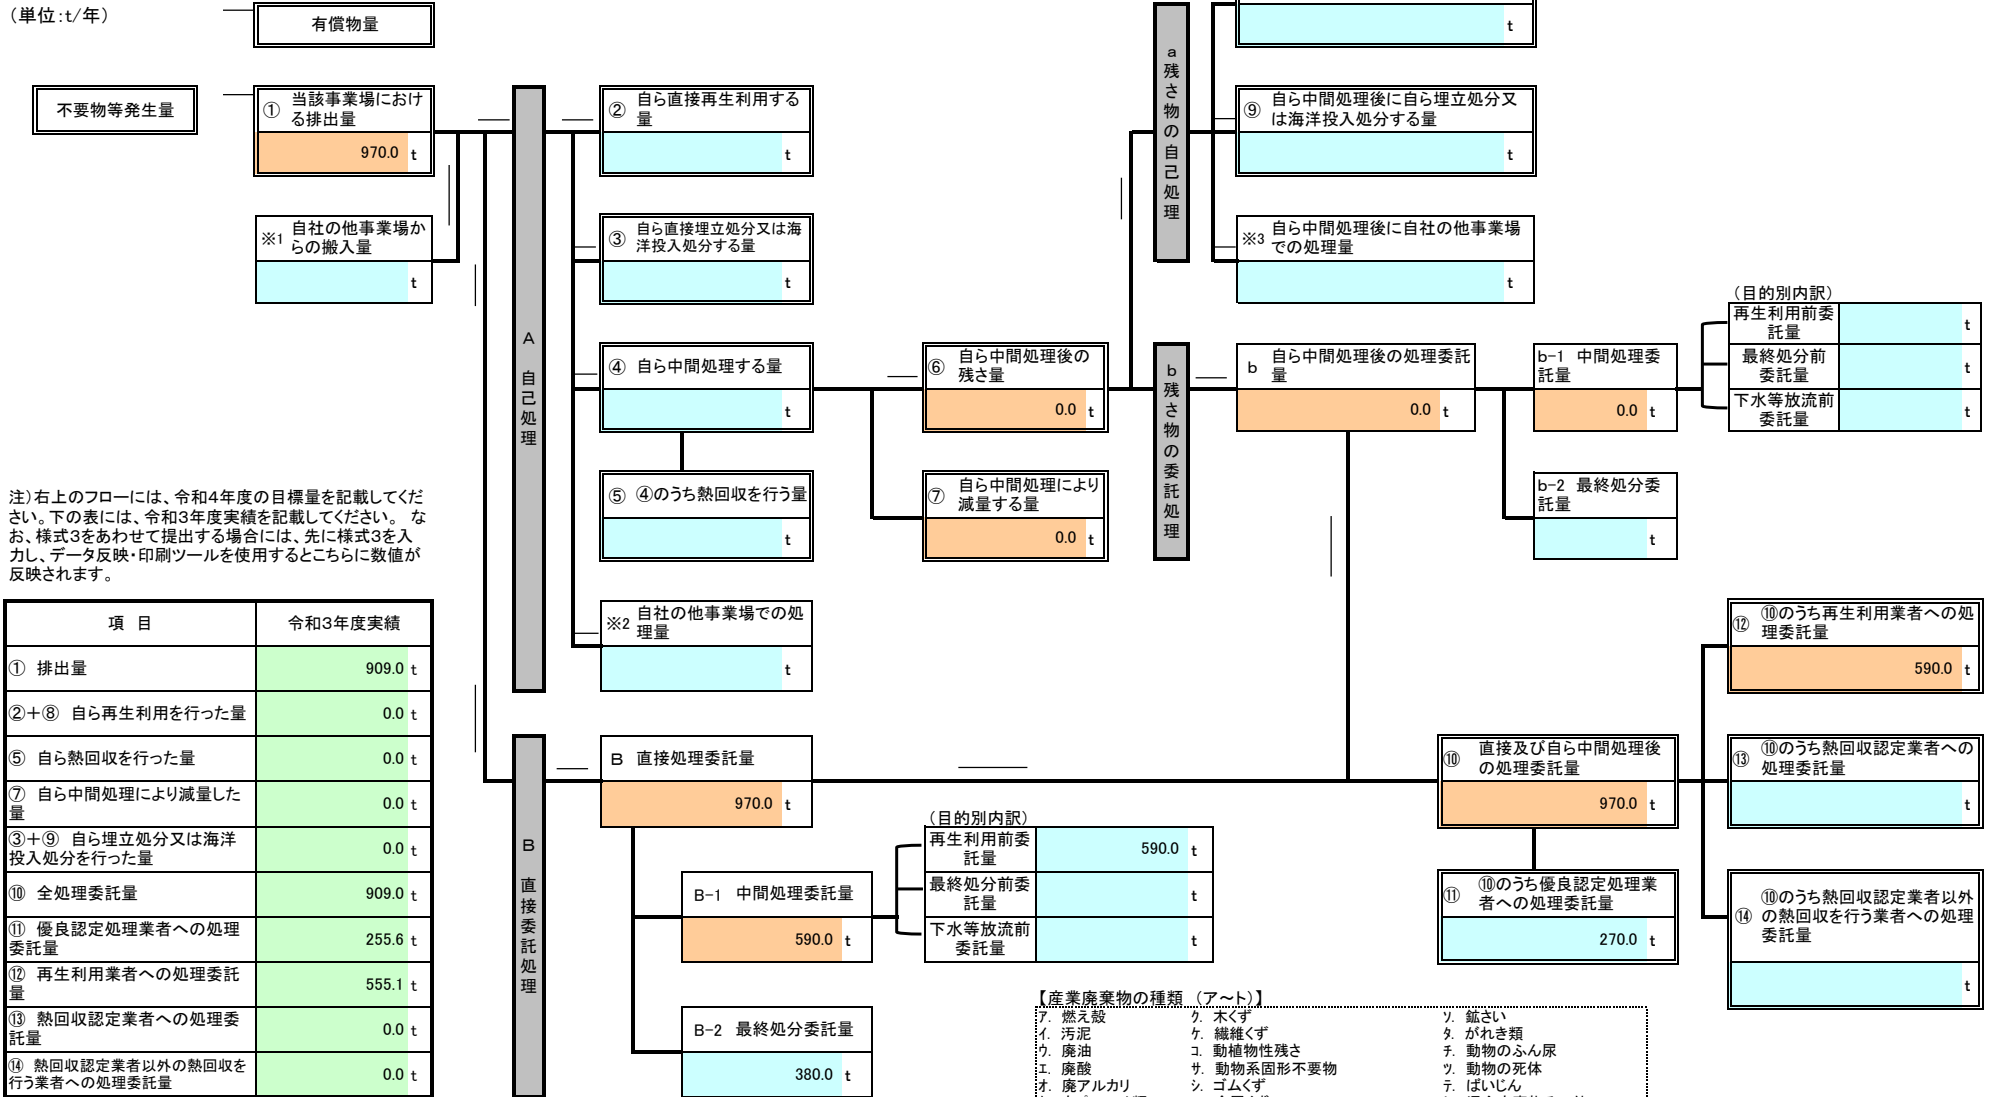 （単位:ｔ/年）
有償物量
不要物等発生量
① 当該事業場におけ
る排出量
970.0 t
※1 自社の他事業場か
らの搬入量
t
A 自己処理
② 自ら直接再生利用する
量
t
③ 自ら直接埋立処分又は海
洋投入処分する量
t
④ 自ら中間処理する量
t
⑤ ④のうち熱回収を行う量
t
※2 自社の他事業場での処
理量
t
⑥ 自ら中間処理後の
残さ量
0.0 t
⑦ 自ら中間処理により
減量する量
0.0 t
a 残さ物の自己処理
t
⑨ 自ら中間処理後に自ら埋立処分又
は海洋投入処分する量
t
※3 自ら中間処理後に自社の他事業場
での処理量
t
b 残さ物の委託処理
b 自ら中間処理後の処理委託
量
0.0 t
b-1 中間処理委
託量
0.0 t
b-2 最終処分委
託量
t
（目的別内訳）
再生利用前委
託量
t
最終処分前
委託量
t
下水等放流前
委託量
t
注）右上のフローには、令和4年度の目標量を記載してくだ
さい。下の表には、令和3年度実績を記載してください。 な
お、様式3をあわせて提出する場合には、先に様式3を入
力し、データ反映・印刷ツールを使用するとこちらに数値が
反映されます。
項 目 令和3年度実績
① 排出量 909.0 t
②＋⑧ 自ら再生利用を行った量 0.0 t
⑤ 自ら熱回収を行った量 0.0 t
⑦ 自ら中間処理により減量した
量 0.0 t
③＋⑨ 自ら埋立処分又は海洋
投入処分を行った量 0.0 t
⑩ 全処理委託量 909.0 t
⑪ 優良認定処理業者への処理
委託量 255.6 t
⑫ 再生利用業者への処理委託
量 555.1 t
⑬ 熱回収認定業者への処理委
託量 0.0 t
⑭ 熱回収認定業者以外の熱回収を
行う業者への処理委託量 0.0 t
B 直接委託処理
B 直接処理委託量
970.0 t
B-1 中間処理委託量
590.0 t
B-2 最終処分委託量
380.0 t
（目的別内訳）
再生利用前委
託量
590.0 t
最終処分前委
託量
t
下水等放流前
委託量
t
⑩ 直接及び自ら中間処理後
の処理委託量
970.0 t
⑪ ⑩のうち優良認定処理業
者への処理委託量
270.0 t
⑫ ⑩のうち再生利用業者への処
理委託量
590.0 t
⑬ ⑩のうち熱回収認定業者への
処理委託量
t
⑭ ⑩のうち熱回収認定業者以外
の熱回収を行う業者への処理
委託量
t
【産業廃棄物の種類 （ア～ト）】
ア. 燃え殻 ク. 木くず ソ. 鉱さい
イ. 汚泥 ケ. 繊維くず タ. がれき類
ウ. 廃油 コ. 動植物性残さ チ. 動物のふん尿
エ. 廃酸 サ. 動物系固形不要物 ツ. 動物の死体
オ. 廃アルカリ シ. ゴムくず テ. ばいじん